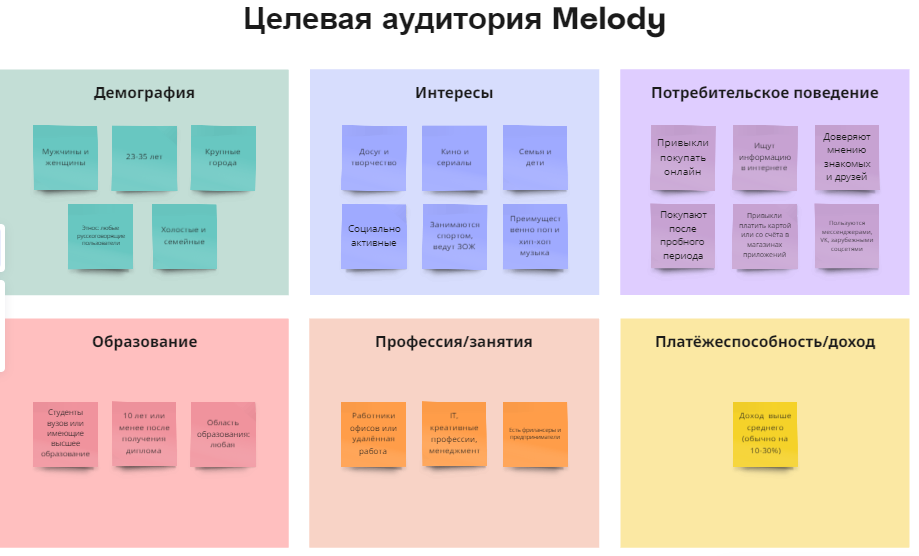 Целевая аудитория Melody
Демография
Мужчины и
женщины
23-35 лет
Крупные
города
Этнос: любые
русскоговорящие
пользователи
Холостые и
семейные
Интересы
Досуг и
творчество
Кино и
сериалы
Семья и
дети
Социально
активные
Занимаются
спортом,
ведут ЗОЖ
Преимущест
венно поп и
хип-хоп
музыка
Потребительское поведение
Привыкли
покупать
онлайн
Ищут
информацию
в интернете
Доверяют
мнению
знакомых
и друзей
Покупают
после
пробного
периода
Привыкли
платить картой
или со счёта в
магазинах
приложений
Пользуются
мессенджерами,
VK, зарубежными
соцсетями
Образование
Студенты
вузов или
имеющие
высшее
образование
10 лет или
менее после
получения
диплома
Область
образования:
любая
Профессия/занятия
Работники
офисов или
удалённая
работа
IT,
креативные
профессии,
менеджмент
Есть фрилансеры и
предприниматели
Платёжеспособность/доход
Доход выше
среднего
(обычно на
10-30%)